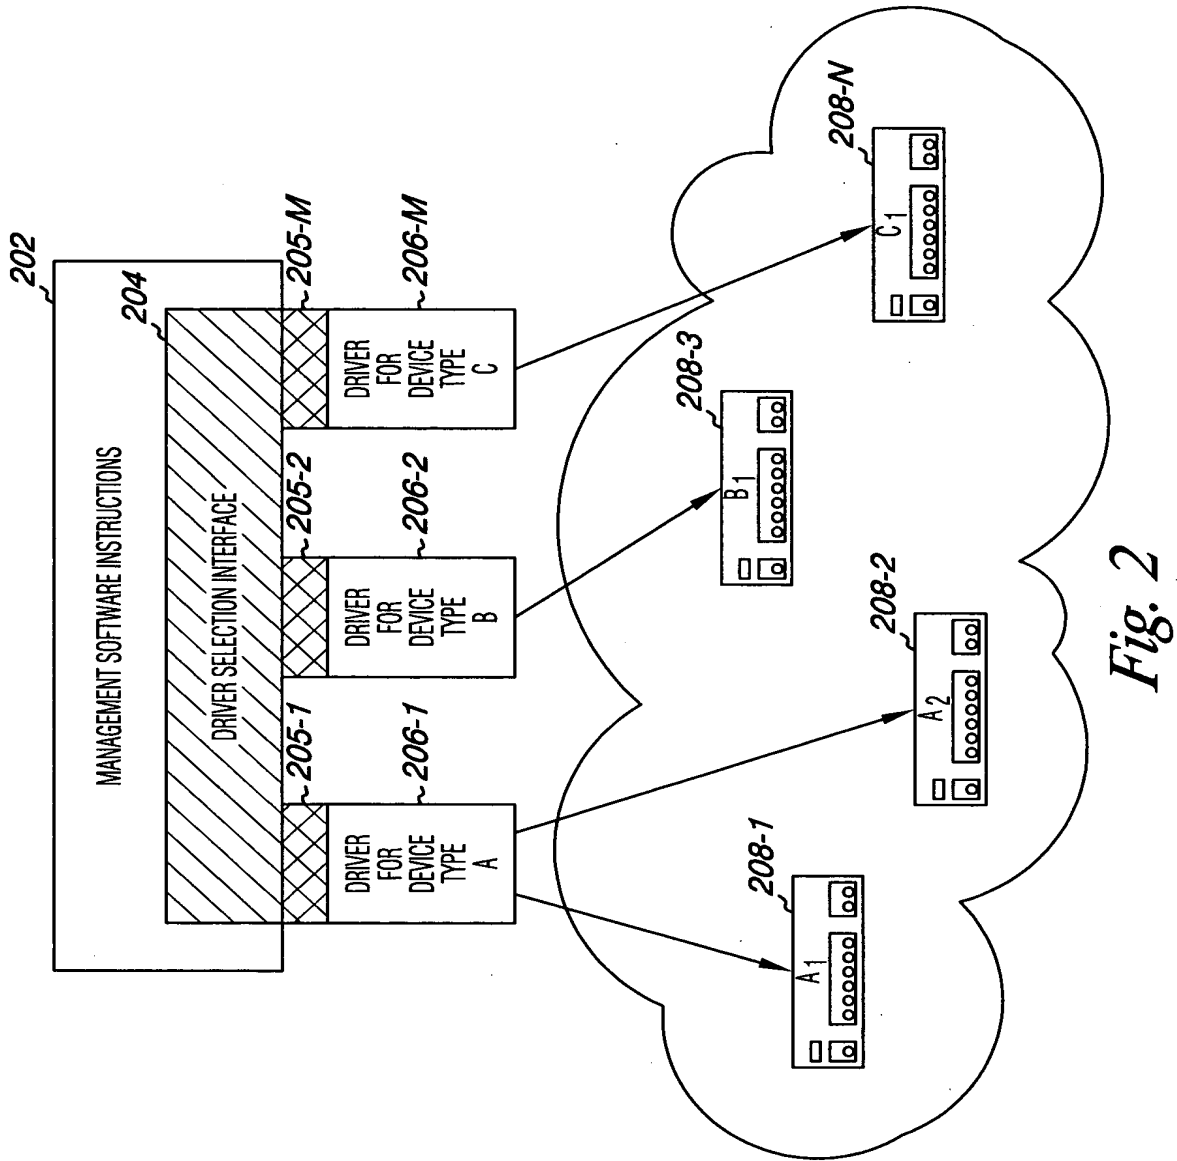 202
MANAGEMENT SOFTWARE INSTRUCTIONS
204
DRIVER SELECTION INTERFACE
205-1
205-2
205-M
DRIVER
FOR
DEVICE
TYPE
A
206-1
DRIVER
FOR
DEVICE
TYPE
B
206-2
DRIVER
FOR
DEVICE
TYPE
C
206-M
208-1
A1
208-2
A2
208-3
B1
208-N
C1
Fig. 2